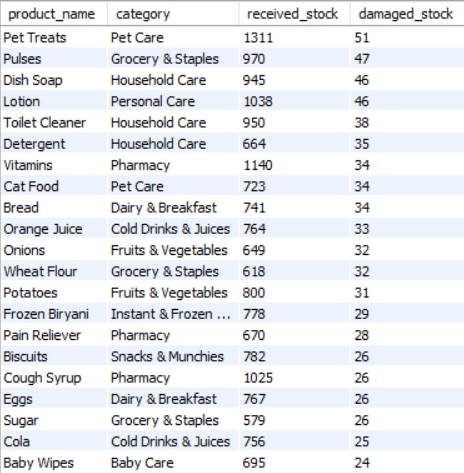 product_name category received_stock damaged_stock
Pet Treats Pet Care 1311 51
Pulses Grocery & Staples 970 47
Dish Soap Household Care 945 46
Lotion Personal Care 1038 46
Toilet Cleaner Household Care 950 38
Detergent Household Care 664 35
Vitamins Pharmacy 1140 34
Cat Food Pet Care 723 34
Bread Dairy & Breakfast 741 34
Orange Juice Cold Drinks & Juices 764 33
Onions Fruits & Vegetables 649 32
Wheat Flour Grocery & Staples 618 32
Potatoes Fruits & Vegetables 800 31
Frozen Biryani Instant & Frozen ... 778 29
Pain Reliever Pharmacy 670 28
Biscuits Snacks & Munchies 782 26
Cough Syrup Pharmacy 1025 26
Eggs Dairy & Breakfast 767 26
Sugar Grocery & Staples 579 26
Cola Cold Drinks & Juices 756 25
Baby Wipes Baby Care 695 24